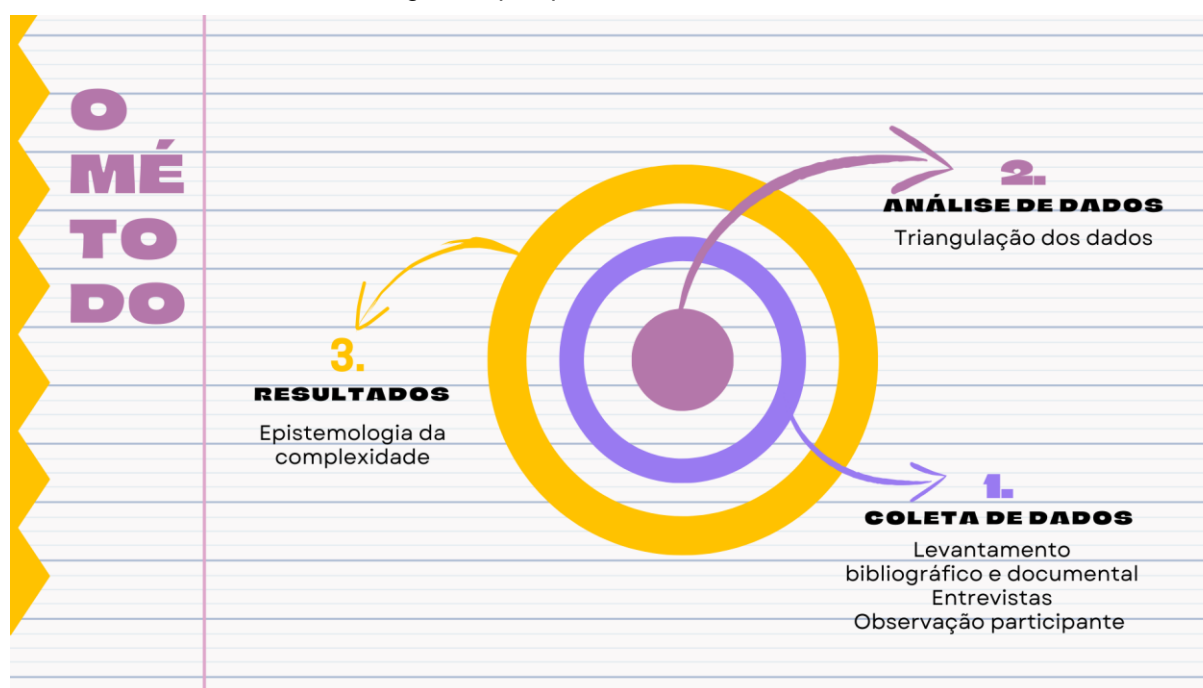 O
MÉ
TO
DO
2.
ANÁLISE DE DADOS
Triangulação dos dados
3.
RESULTADOS
Epistemologia da
complexidade
1.
COLETA DE DADOS
Levantamento
bibliográfico e documental
Entrevistas
Observação participante